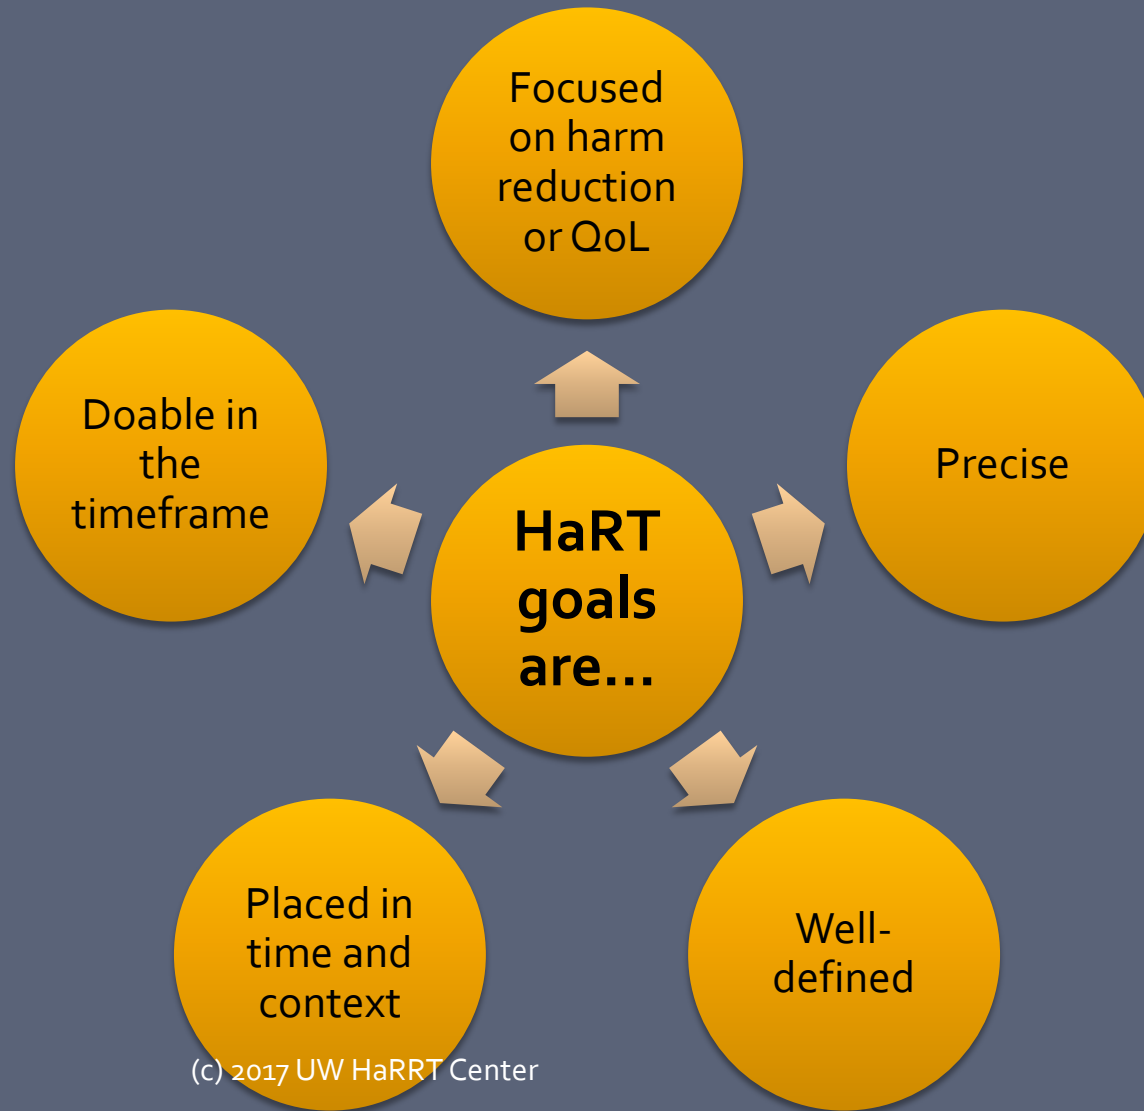 Focused
on harm
reduction
or QoL
Doable in
the
timeframe
Precise
HaRT
goals
are...
Placed in
time and
context
Well-
defined
(c) 2017 UW HaRRT Center